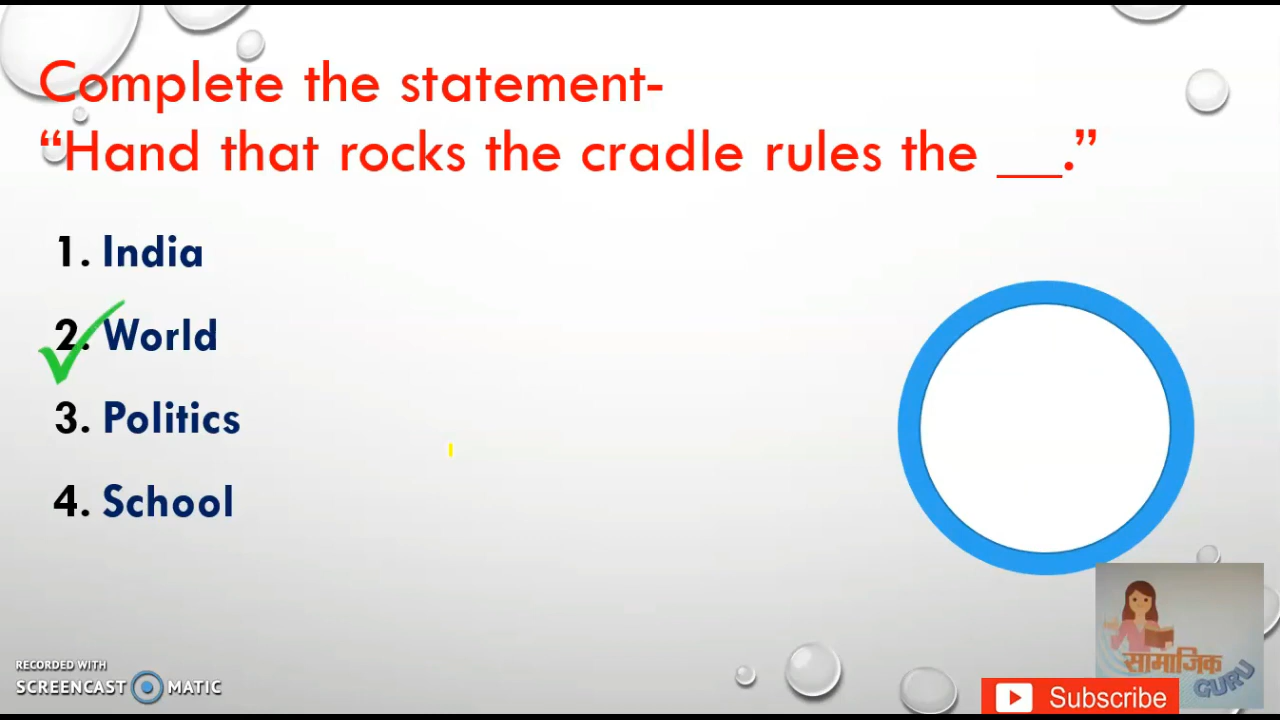 Complete the statement-
“Hand that rocks the cradle rules the __.”
1. India
2. World
3. Politics
4. School
RECORDED WITH
SCREENCAST MATIC
सामाजिक
GURU
Subscribe